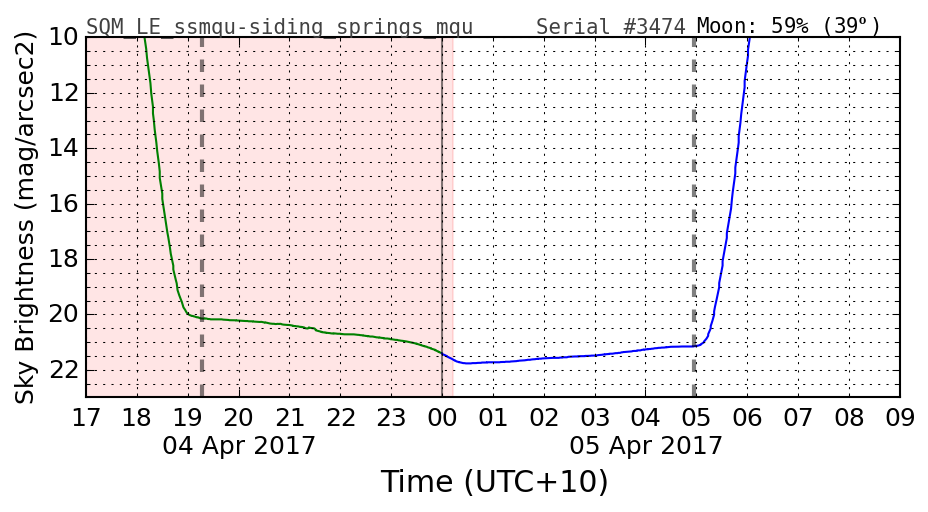 SQM_LE_ssmqu-siding_springs_mqu Serial #3474 Moon: 59% (39°)
Sky Brightness (mag/arcsec2)
10
12
14
16
18
20
22
17 18 19 20 21 22 23 00 01 02 03 04 05 06 07 08 09
04 Apr 2017 05 Apr 2017
Time (UTC+10)